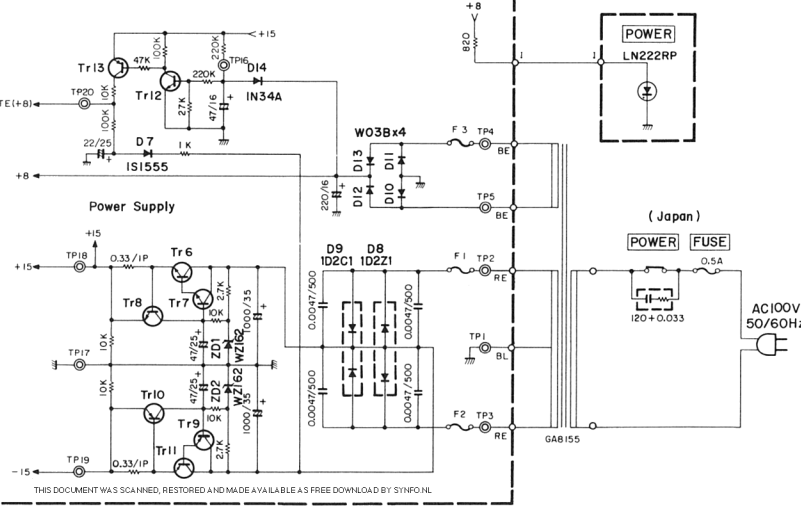 +8
POWER
LN222RP
820
1
1
+15
100K
220K
TP16
47K
Tr13
D14
1N34A
Tr12
220K
27K
47/16
+
10K
TE(+8)
TP20
100K
22/25
+
D7
1S1555
1K
W03B×4
F3
TP4
BE
D13
D11
D12
D10
+8
220/16
+
TP5
BE
Power Supply
(Japan)
POWER
FUSE
0.5A
120+0.033
AC100V
50/60Hz
+15
+15
TP18
0.33/1P
Tr6
Tr7
Tr8
2.7K
10K
1000/35
+
D9
1D2C1
D8
1D2Z1
F1
TP2
RE
0.0047/500
0.0047/500
10K
47/25
+
ZD1
WZ162
TP17
TP1
BL
10K
47/25
+
ZD2
WZ162
1000/35
+
0.0047/500
0.0047/500
Tr10
10K
Tr9
Tr11
2.7K
F2
TP3
RE
GA8155
-15
TP19
0.33/1P
THIS DOCUMENT WAS SCANNED, RESTORED AND MADE AVAILABLE AS FREE DOWNLOAD BY SYNFO.NL